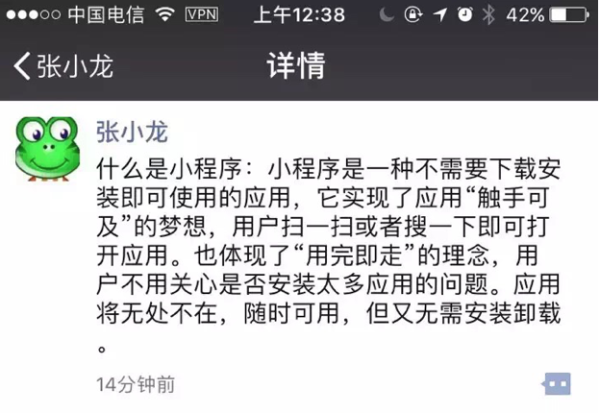 中国电信 VPN 上午12:38 42%
张小龙 详情
张小龙
什么是小程序：小程序是一种不需要下载安
装即可使用的应用，它实现了应用“触手可
及”的梦想，用户扫一扫或者搜一下即可打
开应用。也体现了“用完即走”的理念，用
户不用关心是否安装太多应用的问题。应用
将无处不在，随时可用，但又无需安装卸载
。
14分钟前